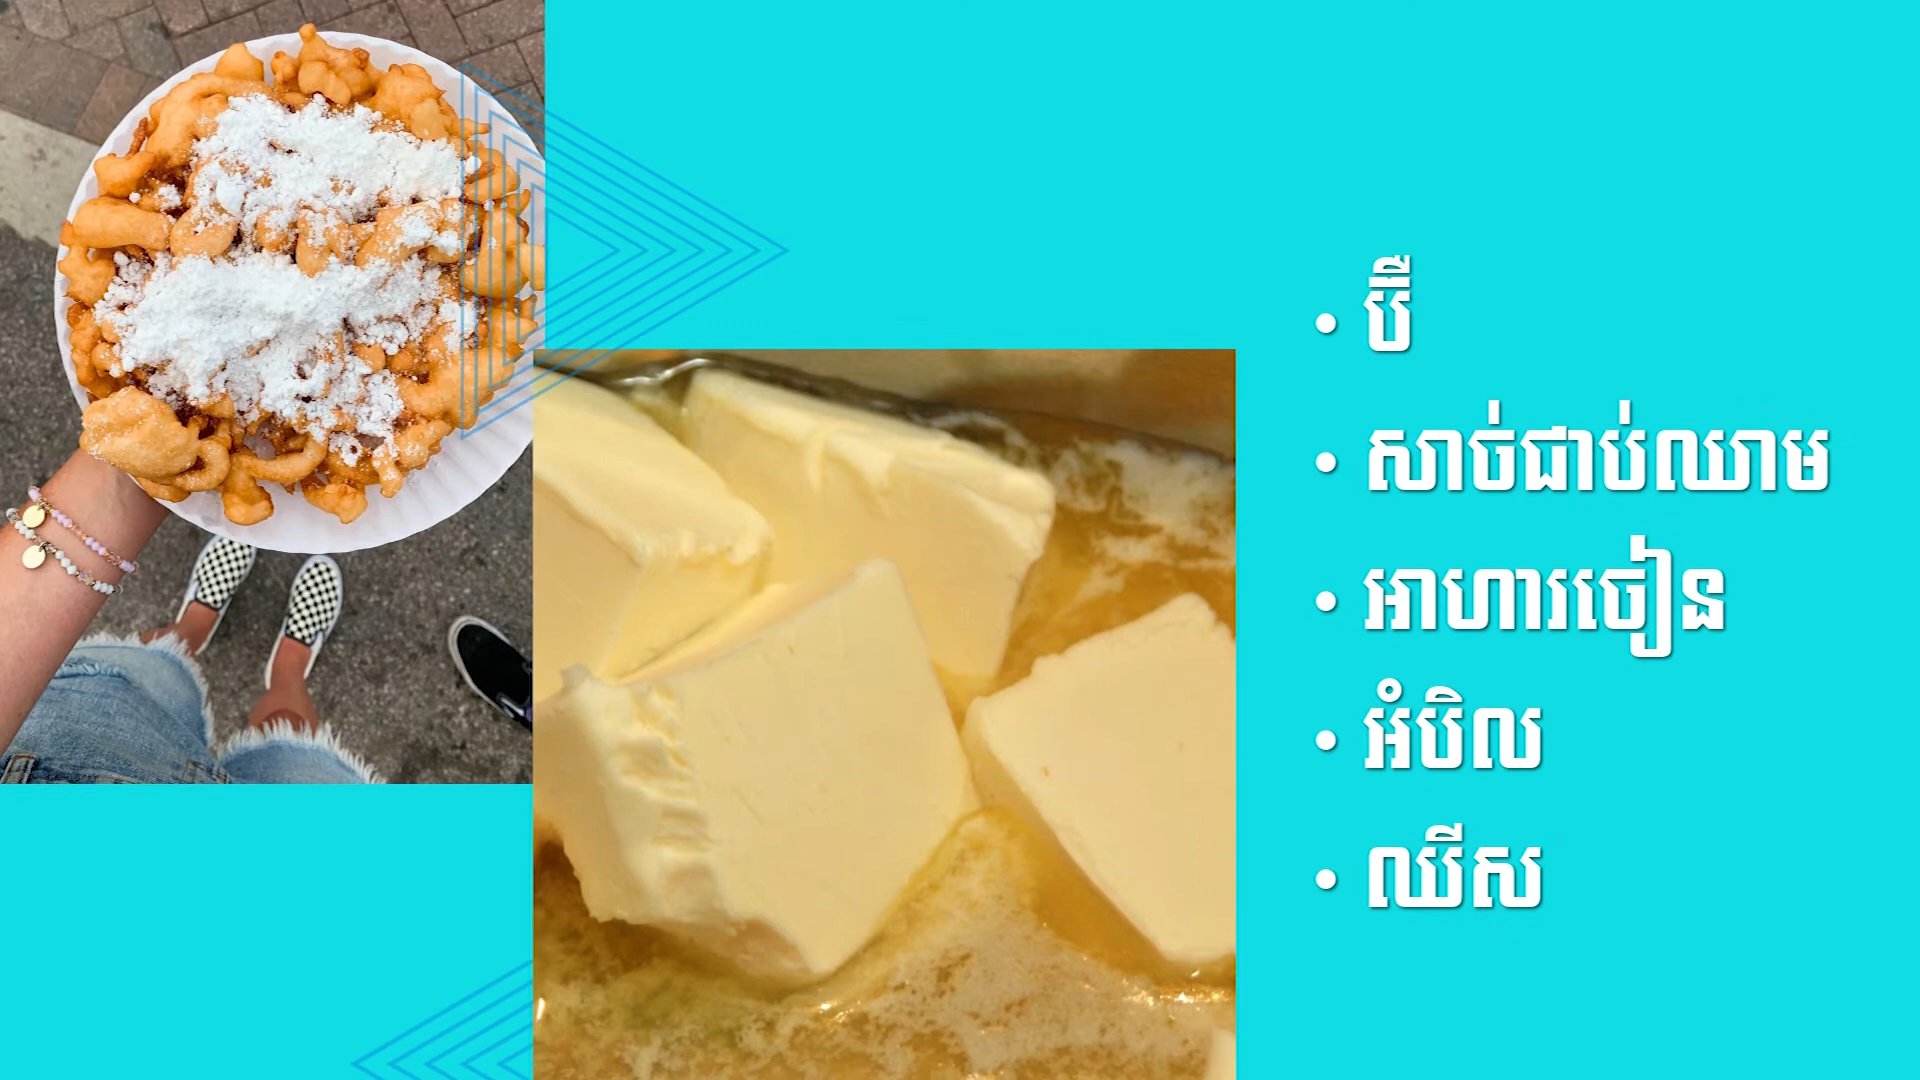 • ប៊ឺ
• សាច់ជាប់ឈាម
• អាហារចៀន
• អំបិល
• ឈីស